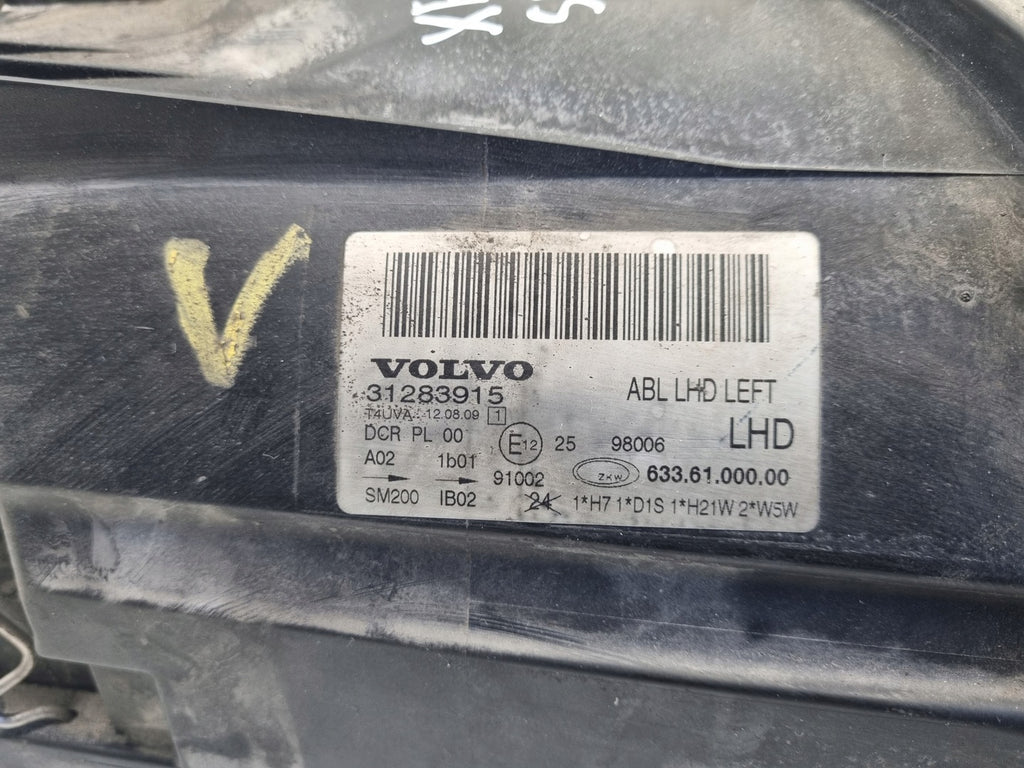 V
VOLVO
31283915
ABL LHD LEFT
T4UVA.. 12.08.09 1
DCR PL 00
E12
25
98006
LHD
A02
1b01
91002
ZKW
633.61.000.00
SM200
IB02
24
1*H7 1*D1S 1*H21W 2*W5W